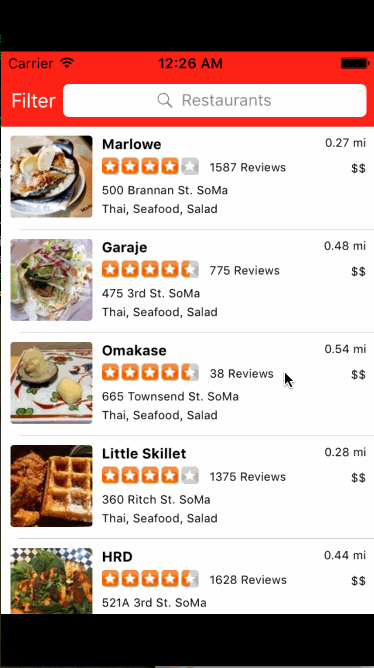 Carrier 12:26 AM
Filter Restaurants
Marlowe 0.27 mi
1587 Reviews $$
500 Brannan St. SoMa
Thai, Seafood, Salad
Garaje 0.48 mi
775 Reviews $$
475 3rd St. SoMa
Thai, Seafood, Salad
Omakase 0.54 mi
38 Reviews $$
665 Townsend St. SoMa
Thai, Seafood, Salad
Little Skillet 0.28 mi
1375 Reviews $$
360 Ritch St. SoMa
Thai, Seafood, Salad
HRD 0.44 mi
1628 Reviews $$
521A 3rd St. SoMa